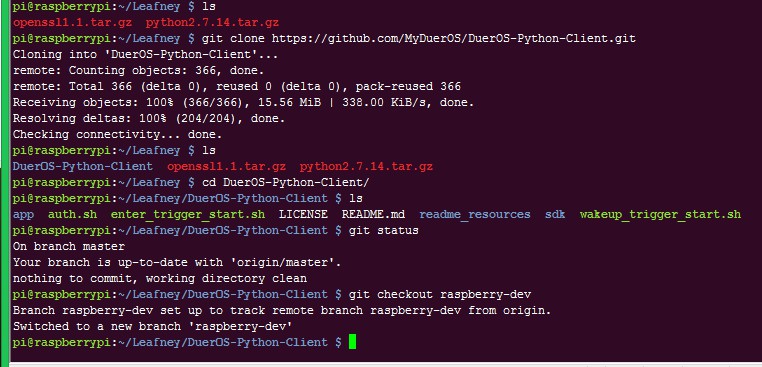 pi@raspberrypi:~/Leafney $ ls
openssl1.1.tar.gz  python2.7.14.tar.gz
pi@raspberrypi:~/Leafney $ git clone https://github.com/MyDuerOS/DuerOS-Python-Client.git
Cloning into 'DuerOS-Python-Client'...
remote: Counting objects: 366, done.
remote: Total 366 (delta 0), reused 0 (delta 0), pack-reused 366
Receiving objects: 100% (366/366), 15.56 MiB | 338.00 KiB/s, done.
Resolving deltas: 100% (204/204), done.
Checking connectivity... done.
pi@raspberrypi:~/Leafney $ ls
DuerOS-Python-Client  openssl1.1.tar.gz  python2.7.14.tar.gz
pi@raspberrypi:~/Leafney $ cd DuerOS-Python-Client/
pi@raspberrypi:~/Leafney/DuerOS-Python-Client $ ls
app  auth.sh  enter_trigger_start.sh  LICENSE  README.md  readme_resources  sdk  wakeup_trigger_start.sh
pi@raspberrypi:~/Leafney/DuerOS-Python-Client $ git status
On branch master
Your branch is up-to-date with 'origin/master'.
nothing to commit, working directory clean
pi@raspberrypi:~/Leafney/DuerOS-Python-Client $ git checkout raspberry-dev
Branch raspberry-dev set up to track remote branch raspberry-dev from origin.
Switched to a new branch 'raspberry-dev'
pi@raspberrypi:~/Leafney/DuerOS-Python-Client $